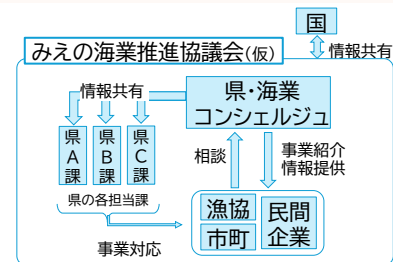 国
みえの海業推進協議会(仮)
情報共有
情報共有
県・海業
コンシェルジュ
県A課
県B課
県C課
相談
事業紹介
情報提供
県の各担当課
漁協
市町
民間
企業
事業対応